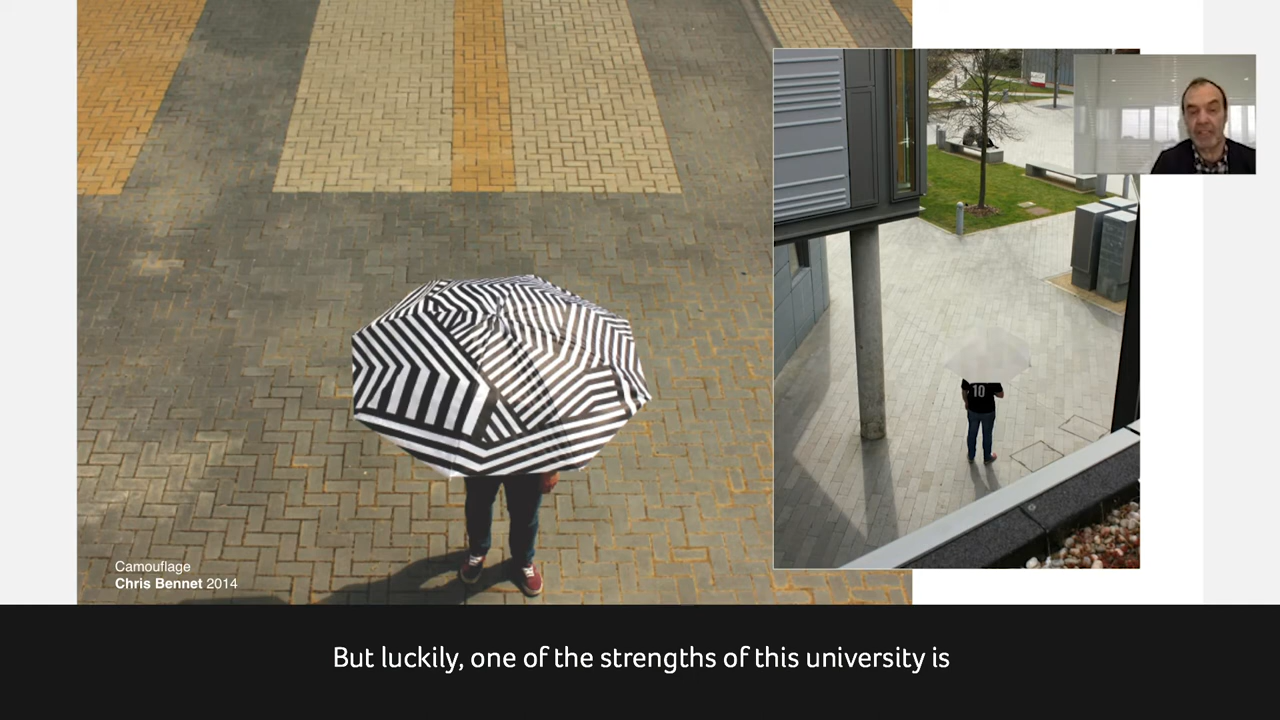 10
Camouflage
Chris Bennet 2014
But luckily, one of the strengths of this university is